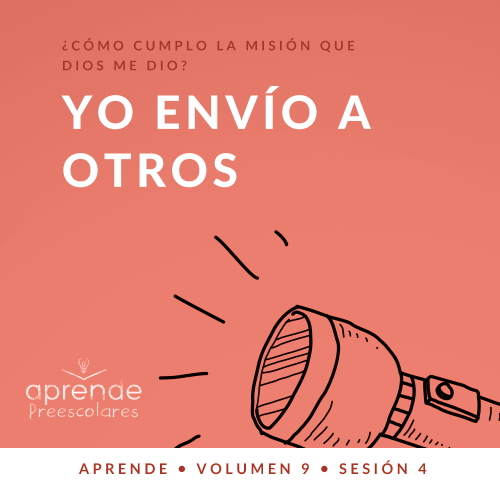 ¿CÓMO CUMPLO LA MISIÓN QUE
DIOS ME DIO?
YO ENVÍO A
OTROS
aprende
Preescolares
APRENDE • VOLUMEN 9 • SESIÓN 4